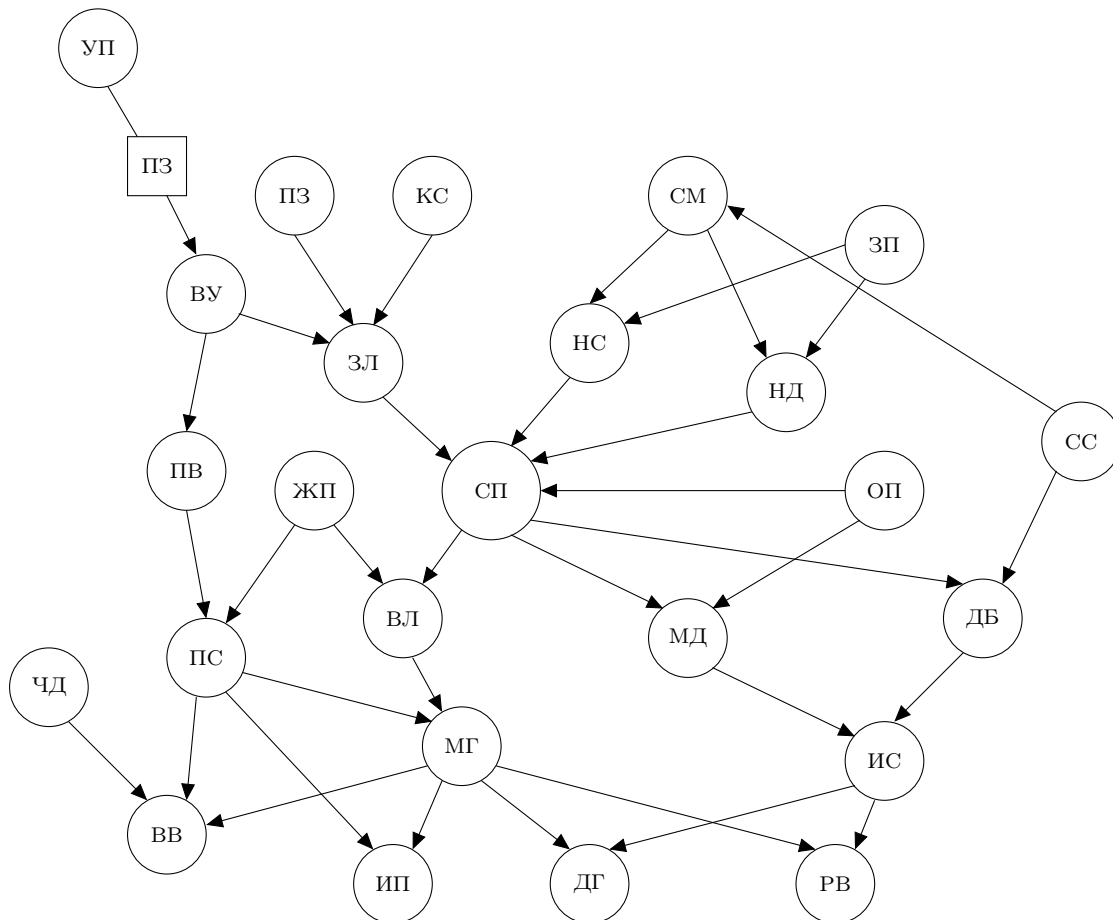 УП
ПЗ
ПЗ
КС
СМ
ЗП
ВУ
НС
ЗЛ
НД
СС
ПВ
ЖП
СП
ОП
ВЛ
ДБ
МД
ПС
ЧД
МГ
ИС
ВВ
ИП
ДГ
РВ